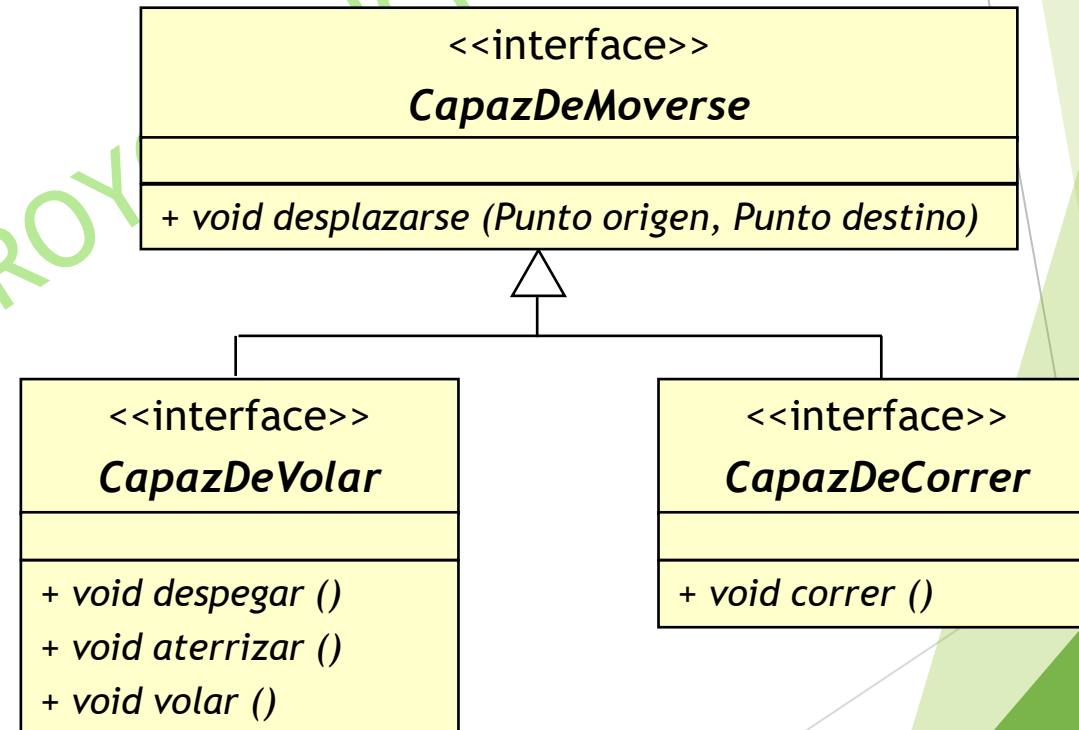 <<interface>>
CapazDeMoverse
+ void desplazarse (Punto origen, Punto destino)
<<interface>>
CapazDeVolar
+ void despegar ()
+ void aterrizar ()
+ void volar ()
<<interface>>
CapazDeCorrer
+ void correr ()